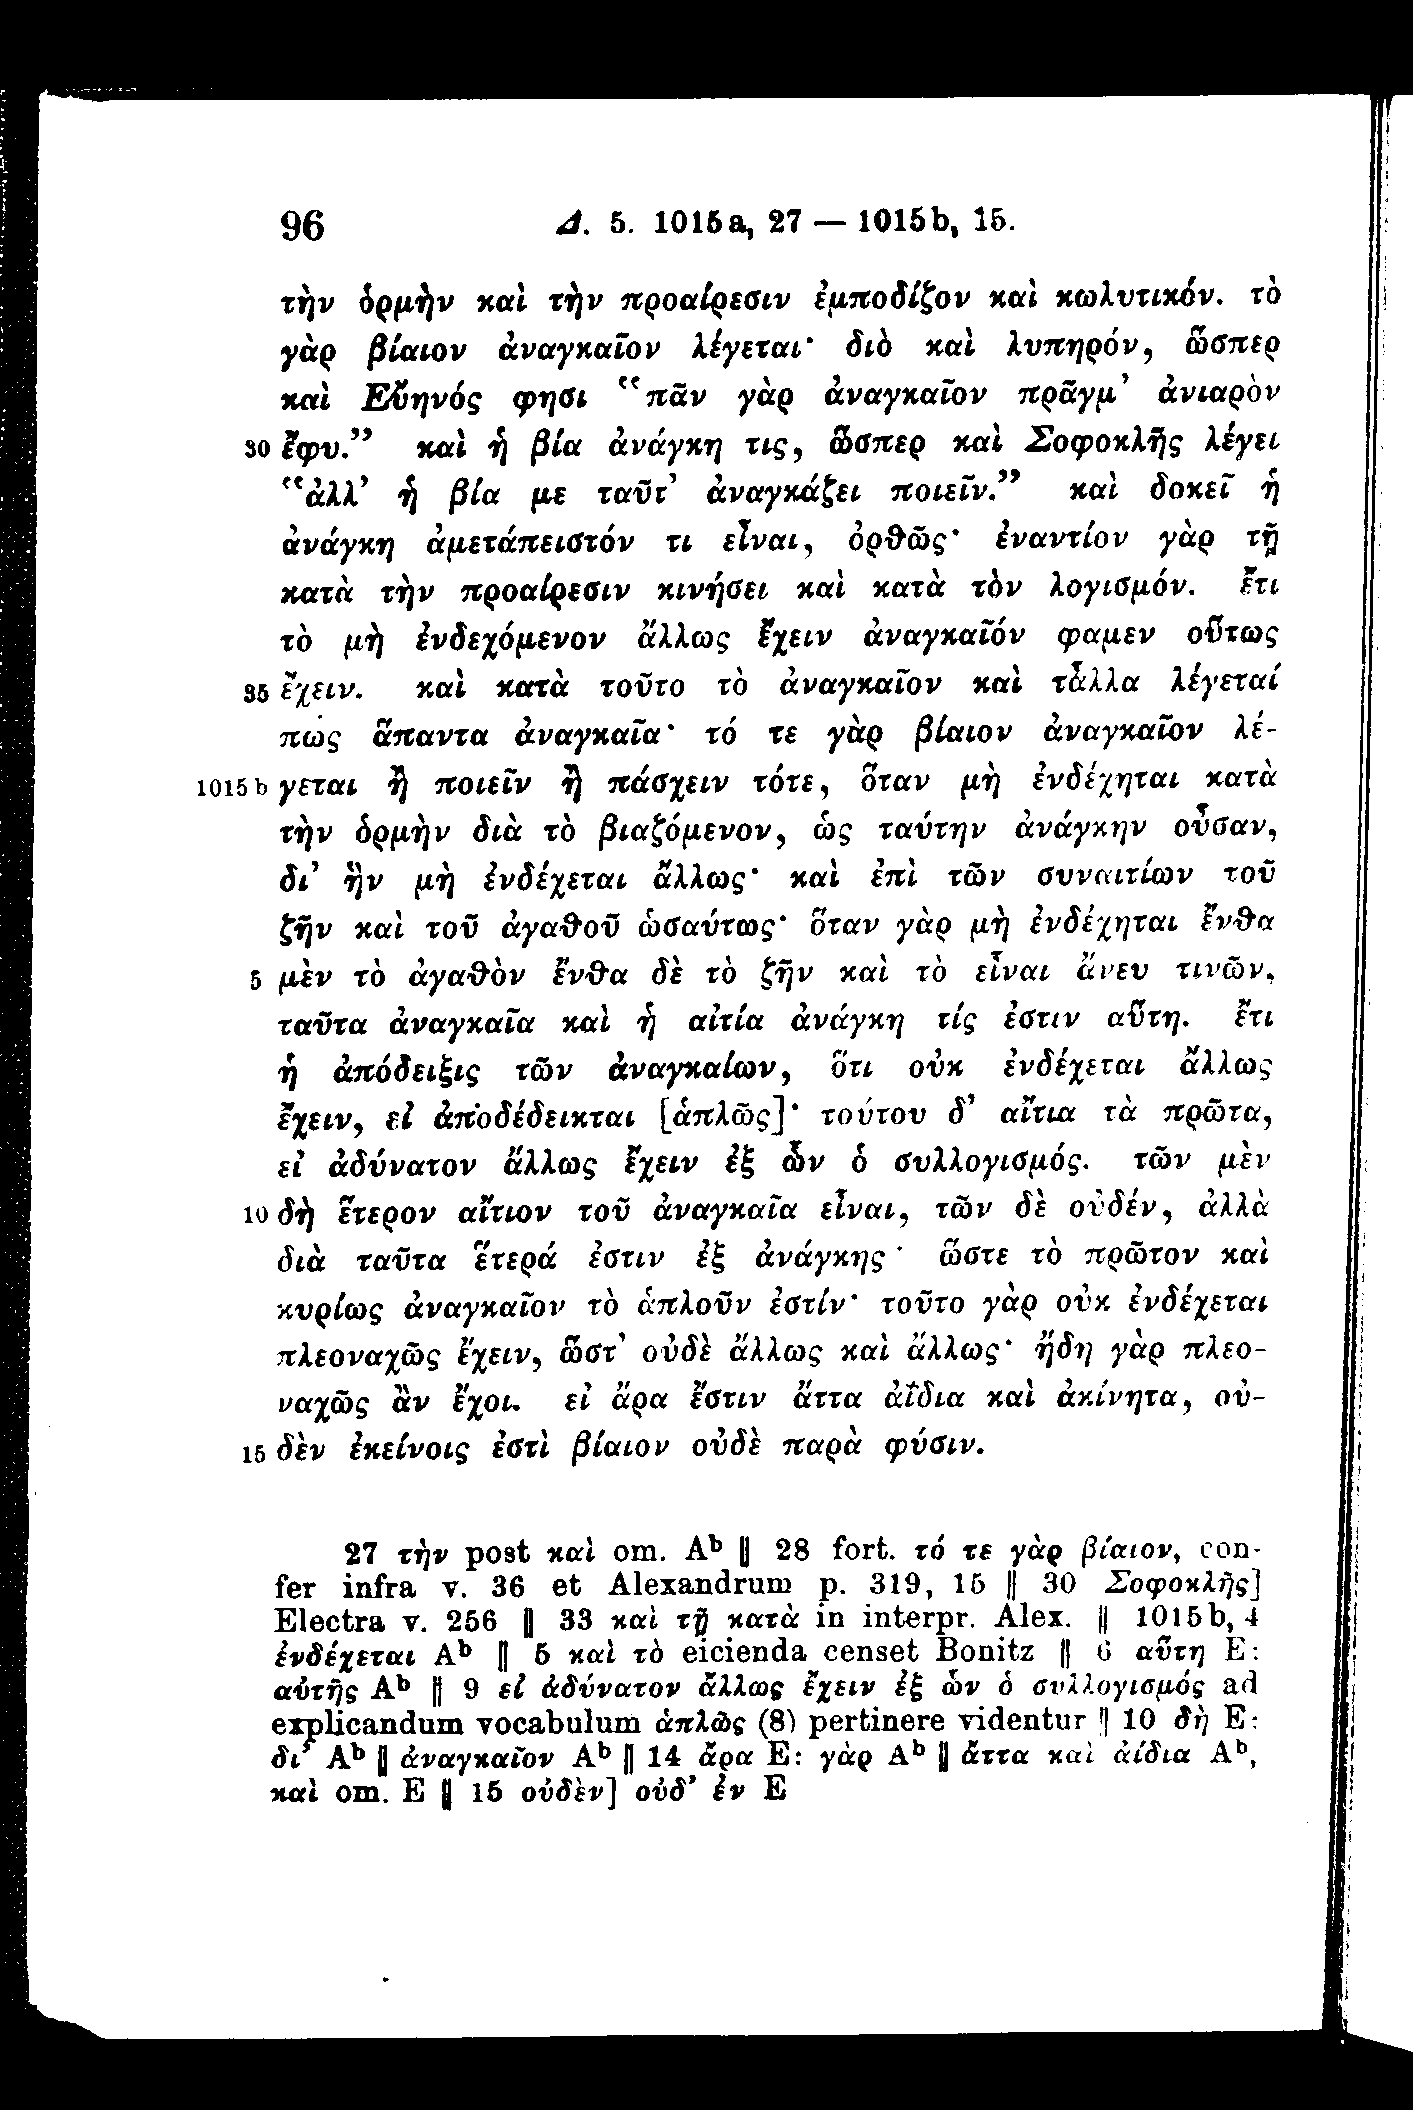 96 Δ. 5. 1015a, 27 — 1015b, 15.
τὴν ὁρμὴν καὶ τὴν προαίρεσιν ἐμποδίζον καὶ κωλυτικόν. τὸ
γὰρ βίαιον ἀναγκαῖον λέγεται· διὸ καὶ λυπηρόν, ὥσπερ
καὶ Εὔηνός φησι “πᾶν γὰρ ἀναγκαῖον πρᾶγμ’ ἀνιαρὸν
30 ἔφυ.” καὶ ἡ βία ἀνάγκη τις, ὥσπερ καὶ Σοφοκλῆς λέγει
“ἀλλ’ ἡ βία με ταῦτ’ ἀναγκάζει ποιεῖν.” καὶ δοκεῖ ἡ
ἀνάγκη ἀμετάπειστόν τι εἶναι, ὀρθῶς· ἐναντίον γὰρ τῇ
κατὰ τὴν προαίρεσιν κινήσει καὶ κατὰ τὸν λογισμόν. ἔτι
τὸ μὴ ἐνδεχόμενον ἄλλως ἔχειν ἀναγκαῖόν φαμεν οὕτως
35 ἔχειν. καὶ κατὰ τοῦτο τὸ ἀναγκαῖον καὶ τἆλλα λέγεταί
πως ἅπαντα ἀναγκαῖα· τό τε γὰρ βίαιον ἀναγκαῖον λέ-
1015 b γεται ἢ ποιεῖν ἢ πάσχειν τότε, ὅταν μὴ ἐνδέχηται κατὰ
τὴν ὁρμὴν διὰ τὸ βιαζόμενον, ὡς ταύτην ἀνάγκην οὖσαν,
δι’ ἣν μὴ ἐνδέχεται ἄλλως· καὶ ἐπὶ τῶν συναιτίων τοῦ
ζῆν καὶ τοῦ ἀγαθοῦ ὡσαύτως· ὅταν γὰρ μὴ ἐνδέχηται ἔνθα
5 μὲν τὸ ἀγαθὸν ἔνθα δὲ τὸ ζῆν καὶ τὸ εἶναι ἄνευ τινῶν,
ταῦτα ἀναγκαῖα καὶ ἡ αἰτία ἀνάγκη τίς ἐστιν αὕτη. ἔτι
ἡ ἀπόδειξις τῶν ἀναγκαίων, ὅτι οὐκ ἐνδέχεται ἄλλως
ἔχειν, εἰ ἀποδέδεικται [ἁπλῶς]· τούτου δ’ αἴτια τὰ πρῶτα,
εἰ ἀδύνατον ἄλλως ἔχειν ἐξ ὧν ὁ συλλογισμός. τῶν μὲν
10 δὴ ἕτερον αἴτιον τοῦ ἀναγκαῖα εἶναι, τῶν δὲ οὐδέν, ἀλλὰ
διὰ ταῦτα ἕτερά ἐστιν ἐξ ἀνάγκης· ὥστε τὸ πρῶτον καὶ
κυρίως ἀναγκαῖον τὸ ἁπλοῦν ἐστίν· τοῦτο γὰρ οὐκ ἐνδέχεται
πλεοναχῶς ἔχειν, ὥστ’ οὐδὲ ἄλλως καὶ ἄλλως· ἤδη γὰρ πλεο-
ναχῶς ἂν ἔχοι. εἰ ἄρα ἔστιν ἄττα ἀΐδια καὶ ἀκίνητα, οὐ-
15 δὲν ἐκείνοις ἐστὶ βίαιον οὐδὲ παρὰ φύσιν.
27 τὴν post καὶ om. Aᵇ ‖ 28 fort. τό τε γὰρ βίαιον, con-
fer infra v. 36 et Alexandrum p. 319, 15 ‖ 30 Σοφοκλῆς]
Electra v. 256 ‖ 33 καὶ τῇ κατὰ in interpr. Alex. ‖ 1015b, 4
ἐνδέχεται Aᵇ ‖ 5 καὶ τὸ eicienda censet Bonitz ‖ 6 αὕτη E:
αὐτῆς Aᵇ ‖ 9 εἰ ἀδύνατον ἄλλως ἔχειν ἐξ ὧν ὁ συλλογισμός ad
explicandum vocabulum ἁπλῶς (8) pertinere videntur ‖ 10 δὴ E:
δι’ Aᵇ ‖ ἀναγκαῖον Aᵇ ‖ 14 ἄρα E: γὰρ Aᵇ ‖ ἄττα καὶ ἀίδια Aᵇ,
καὶ om. E ‖ 15 οὐδὲν] οὐδ’ ἐν E